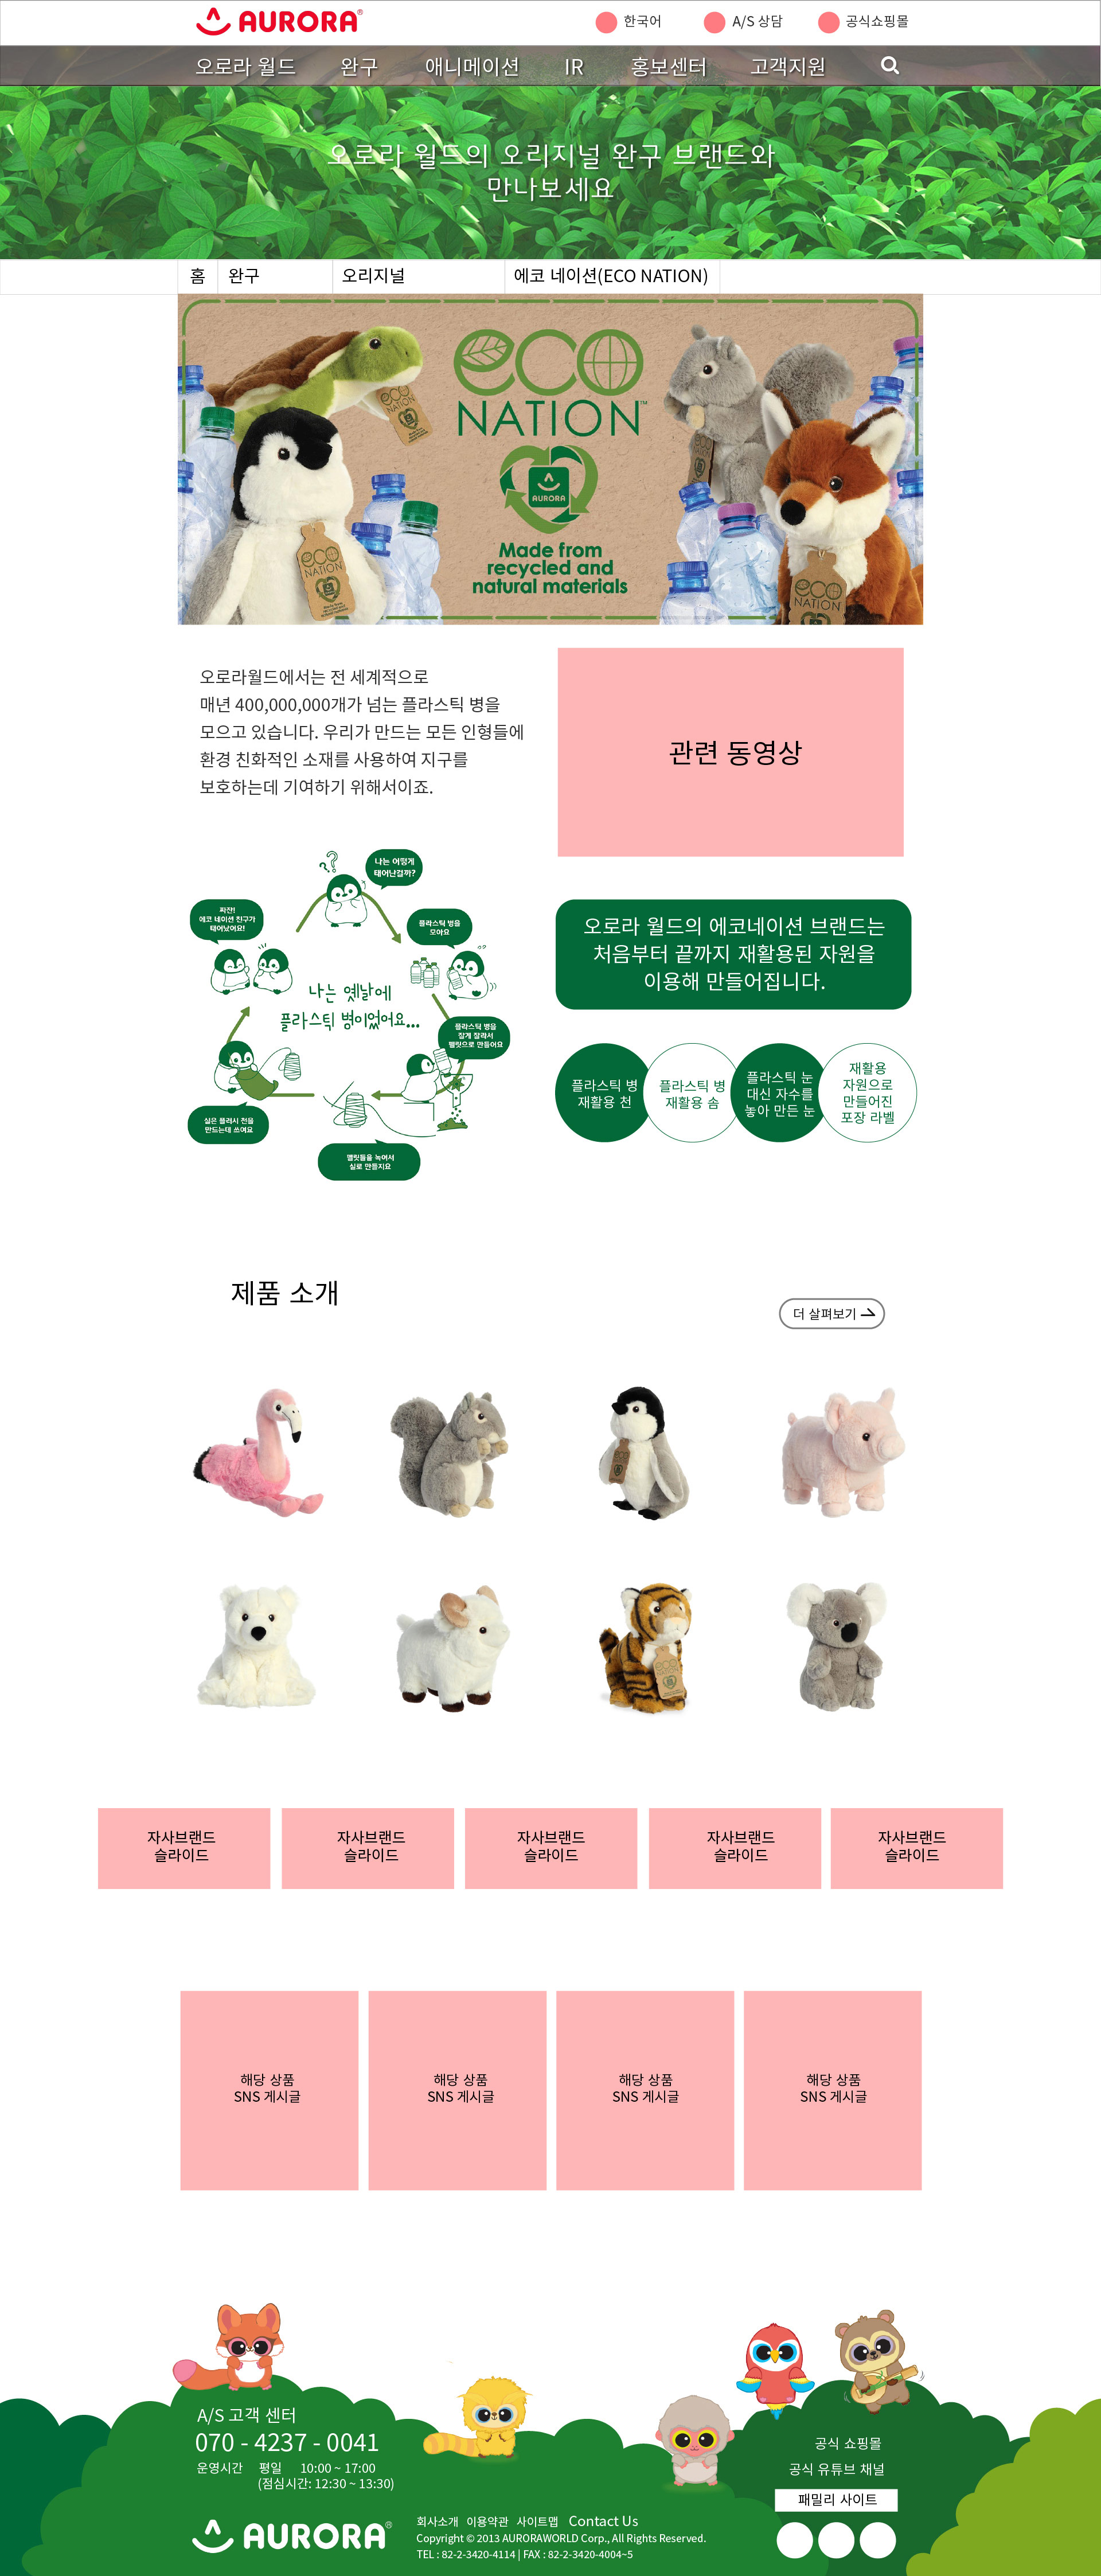 AURORA®
한국어
A/S 상담
공식쇼핑몰
오로라 월드
완구
애니메이션
IR
홍보센터
고객지원
오로라 월드의 오리지널 완구 브랜드와
만나보세요
홈
완구
오리지널
에코 네이션(ECO NATION)
eco
NATION™
AURORA
Made from
recycled and
natural materials
eco
NATION
eco
NATION
eco
NATION
오로라월드에서는 전 세계적으로
매년 400,000,000개가 넘는 플라스틱 병을
모으고 있습니다. 우리가 만드는 모든 인형들에
환경 친화적인 소재를 사용하여 지구를
보호하는데 기여하기 위해서이죠.
관련 동영상
나는 어떻게
태어난걸까?
짜잔!
에코 네이션 친구가
태어났어요!
플라스틱 병을
모아요
나는 옛날에
플라스틱 병이었어요...
플라스틱 병을
잘게 잘라서
펠릿으로 만들어요
실은 플러시 천을
만드는데 쓰여요
펠릿들을 녹여서
실로 만들지요
오로라 월드의 에코네이션 브랜드는
처음부터 끝까지 재활용된 자원을
이용해 만들어집니다.
플라스틱 병
재활용 천
플라스틱 병
재활용 솜
플라스틱 눈
대신 자수를
놓아 만든 눈
재활용
자원으로
만들어진
포장 라벨
제품 소개
더 살펴보기
자사브랜드
슬라이드
자사브랜드
슬라이드
자사브랜드
슬라이드
자사브랜드
슬라이드
자사브랜드
슬라이드
해당 상품
SNS 게시글
해당 상품
SNS 게시글
해당 상품
SNS 게시글
해당 상품
SNS 게시글
A/S 고객 센터
070 - 4237 - 0041
운영시간 평일 10:00 ~ 17:00
(점심시간: 12:30 ~ 13:30)
공식 쇼핑몰
공식 유튜브 채널
패밀리 사이트
AURORA®
회사소개 이용약관 사이트맵 Contact Us
Copyright © 2013 AURORAWORLD Corp., All Rights Reserved.
TEL : 82-2-3420-4114 | FAX : 82-2-3420-4004~5